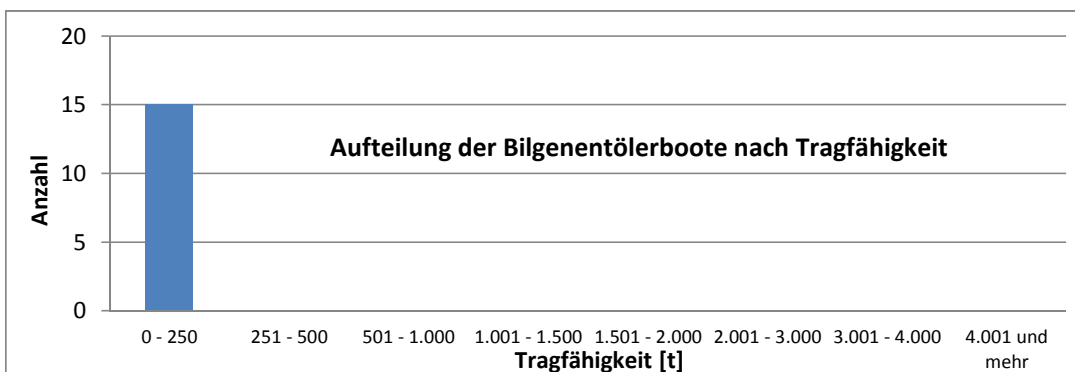 20
15
10
5
0
Anzahl
Aufteilung der Bilgenentölerboote nach Tragfähigkeit
0 - 250 251 - 500 501 - 1.000 1.001 - 1.500 1.501 - 2.000 2.001 - 3.000 3.001 - 4.000 4.001 und
mehr
Tragfähigkeit [t]